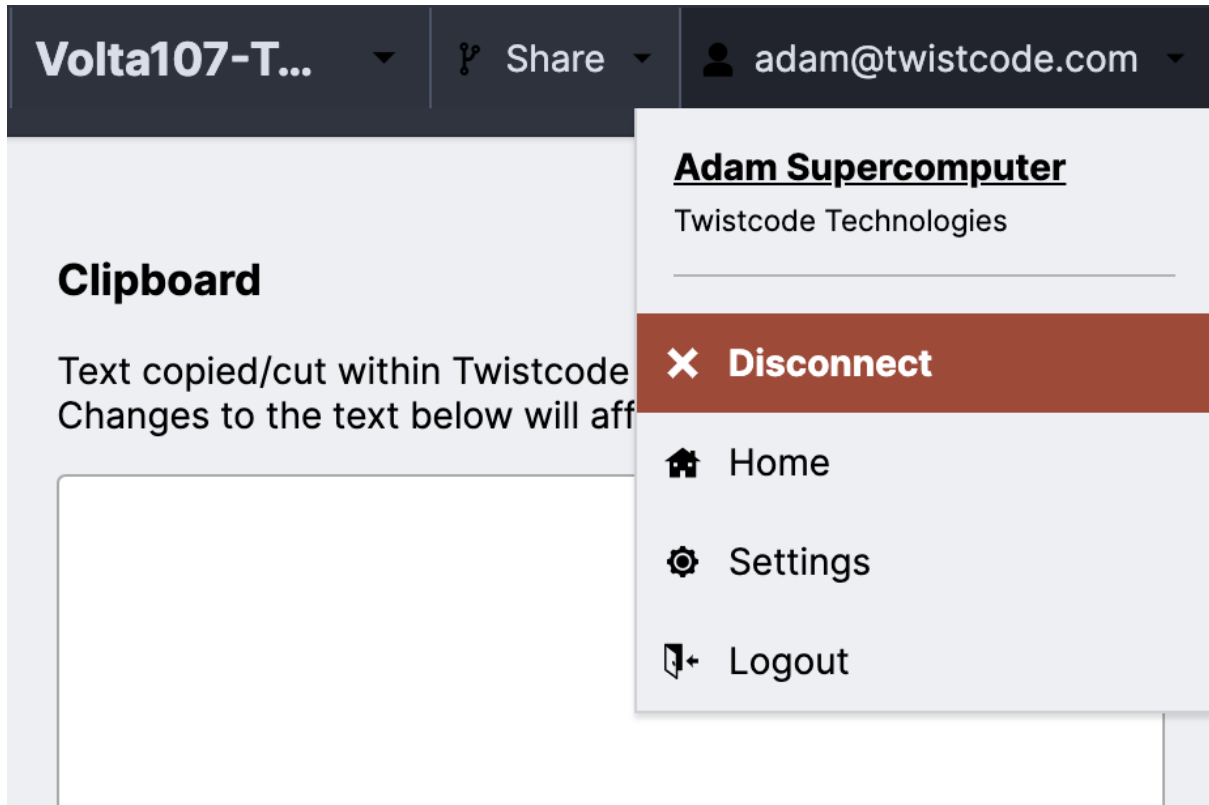 Volta107-T...
Share
adam@twistcode.com
Adam Supercomputer
Twistcode Technologies
Clipboard
Text copied/cut within Twistcode
Changes to the text below will aff
Disconnect
Home
Settings
Logout